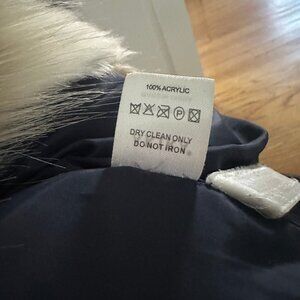 100% ACRYLIC
DRY CLEAN ONLY
DO NOT IRON